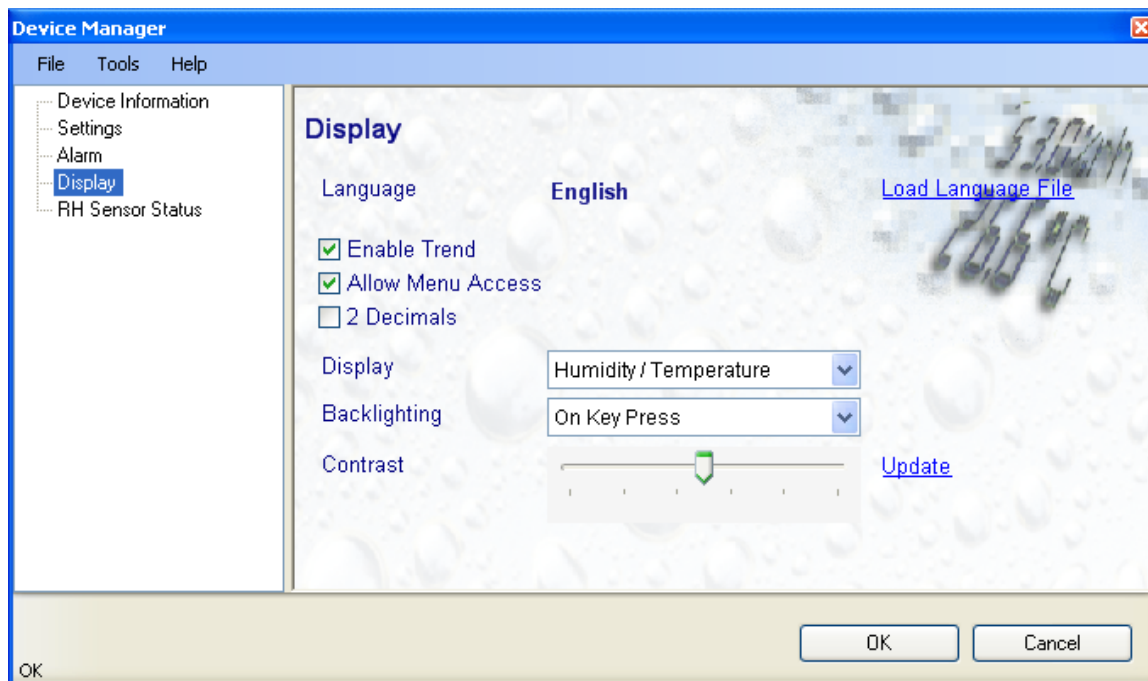 Device Manager
File Tools Help
Device Information
Settings
Alarm
Display
RH Sensor Status
Display
Language English Load Language File
Enable Trend
Allow Menu Access
2 Decimals
Display Humidity / Temperature
Backlighting On Key Press
Contrast Update
OK Cancel
OK